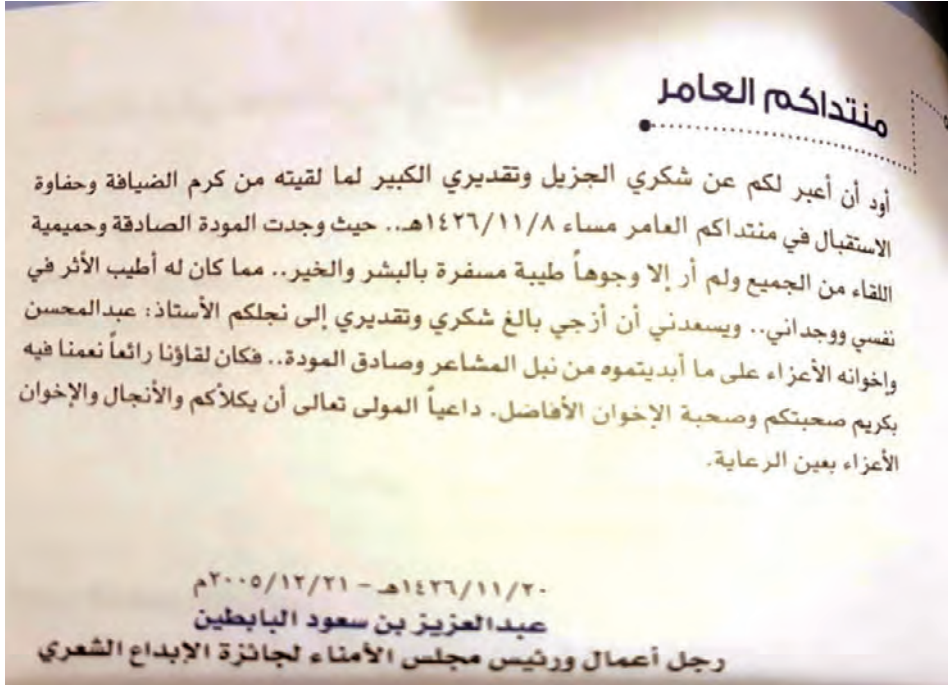 منتداكم العامر
أود أن أعبر لكم عن شكري الجزيل وتقديري الكبير لما لقيته من كرم الضيافة وحفاوة
الاستقبال في منتداكم العامر مساء ١٤٢٦/١١/٨هـ.. حيث وجدت المودة الصادقة وحميمية
اللقاء من الجميع ولم أر إلا وجوهاً طيبة مسفرة بالبشر والخير.. مما كان له أطيب الأثر في
نفسي ووجداني.. ويسعدني أن أزجي بالغ شكري وتقديري إلى نجلكم الأستاذ: عبدالمحسن
وإخوانه الأعزاء على ما أبديتموه من نبل المشاعر وصادق المودة.. فكان لقاؤنا رائعاً نعمنا فيه
بكريم صحبتكم وصحبة الإخوان الأفاضل. داعياً المولى تعالى أن يكلأكم والأنجال والإخوان
الأعزاء بعين الرعاية.
١٤٢٦/١١/٢٠هـ - ٢٠٠٥/١٢/٢١م
عبدالعزيز بن سعود البابطين
رجل أعمال ورئيس مجلس الأمناء لجائزة الإبداع الشعري